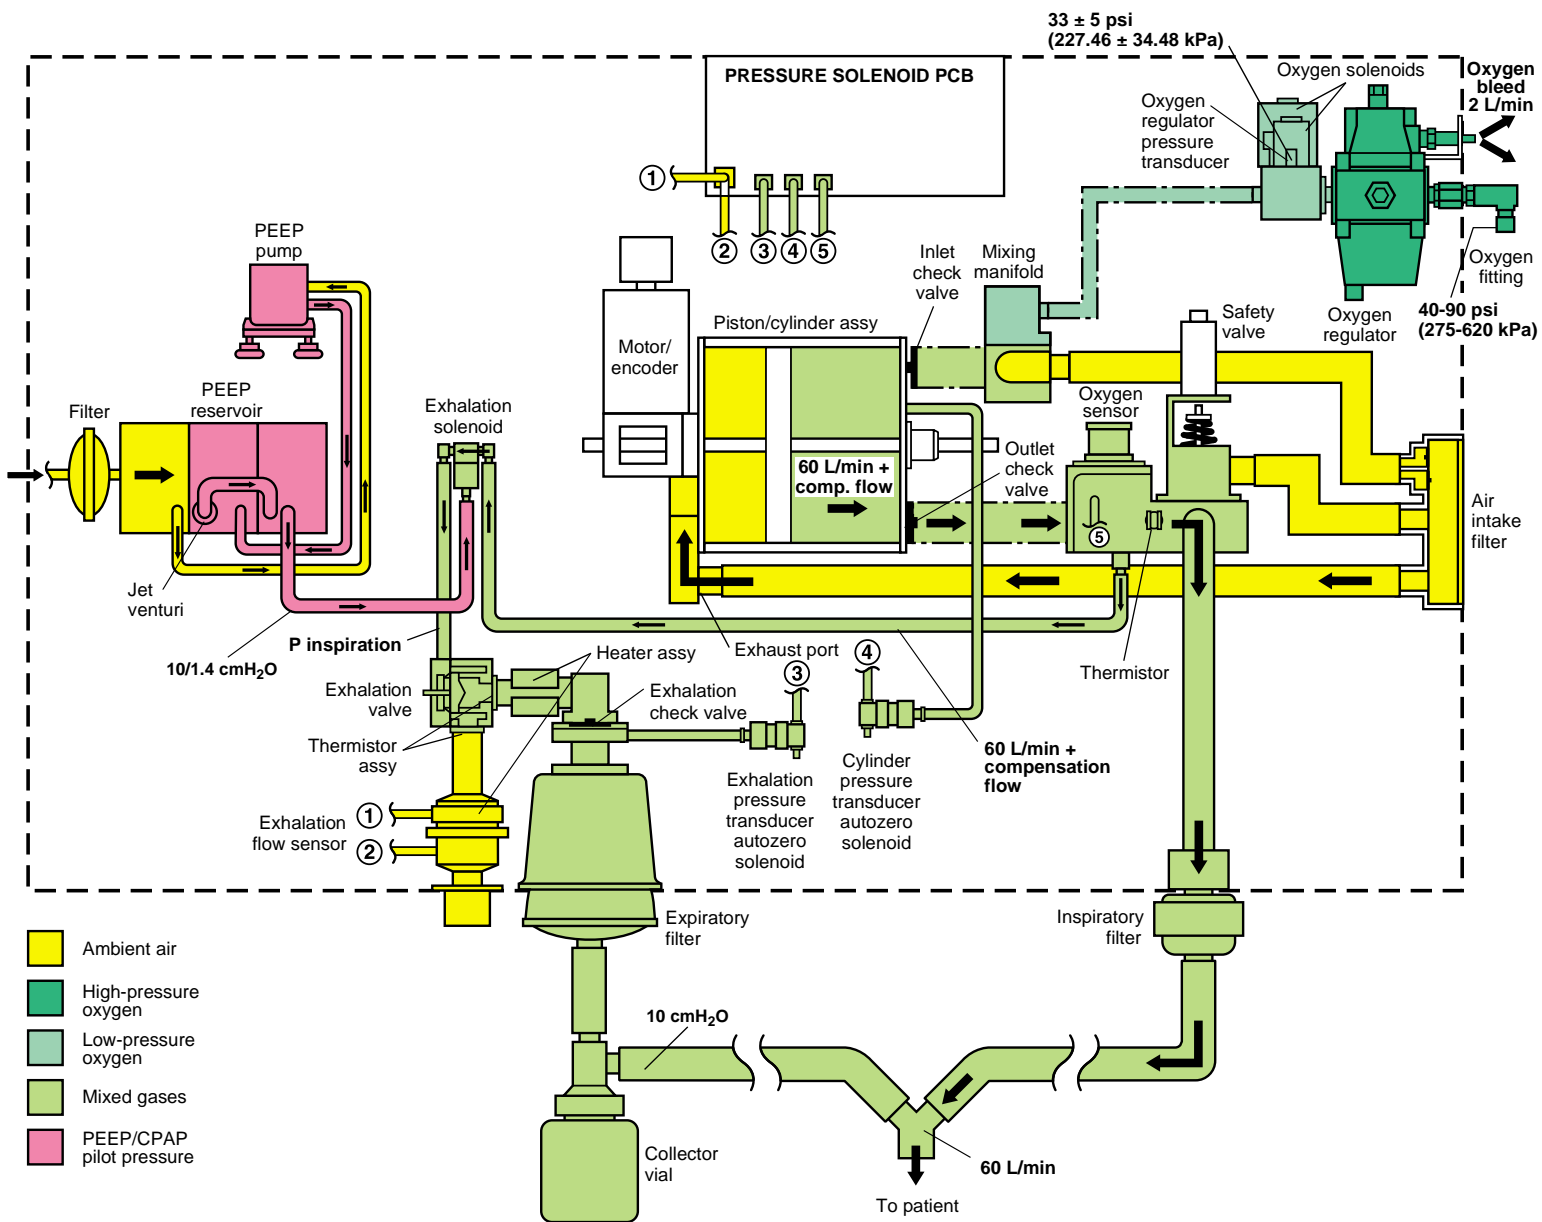 33 ± 5 psi
(227.46 ± 34.48 kPa)
PRESSURE SOLENOID PCB
Oxygen solenoids
Oxygen
bleed
2 L/min
Oxygen
regulator
pressure
transducer
1
2
3
4
5
PEEP
pump
Inlet
check
valve
Mixing
manifold
Oxygen
fitting
Safety
valve
Oxygen
regulator
40-90 psi
(275-620 kPa)
Piston/cylinder assy
Motor/
encoder
PEEP
reservoir
Filter
Exhalation
solenoid
Oxygen
sensor
Outlet
check
valve
60 L/min +
comp. flow
5
Air
intake
filter
Jet
venturi
P inspiration
10/1.4 cmH2O
Heater assy
Exhaust port
3
4
Thermistor
Exhalation
valve
Exhalation
check valve
Thermistor
assy
60 L/min +
compensation
flow
Exhalation
pressure
transducer
autozero
solenoid
Cylinder
pressure
transducer
autozero
solenoid
1
Exhalation
flow sensor
2
Expiratory
filter
Inspiratory
filter
Ambient air
High-pressure
oxygen
Low-pressure
oxygen
Mixed gases
PEEP/CPAP
pilot pressure
10 cmH2O
Collector
vial
60 L/min
To patient